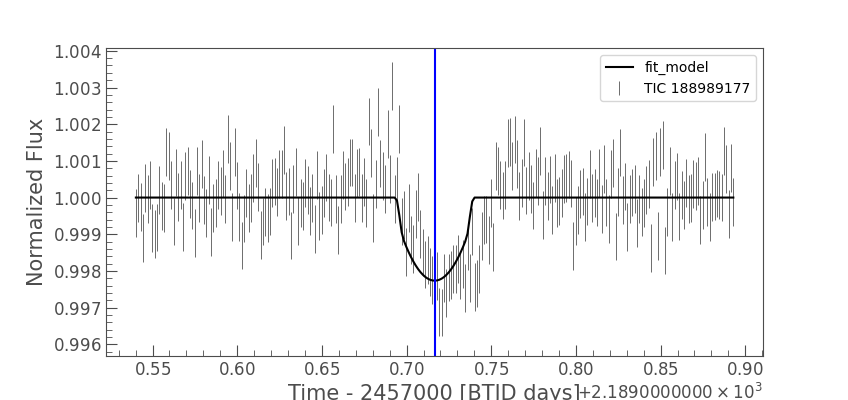 1.004
1.003
1.002
1.001
1.000
0.999
0.998
0.997
0.996
Normalized Flux
fit_model
TIC 188989177
0.55 0.60 0.65 0.70 0.75 0.80 0.85 0.90
Time - 2457000 [BTJD days]
+2.1890000000 × 10³